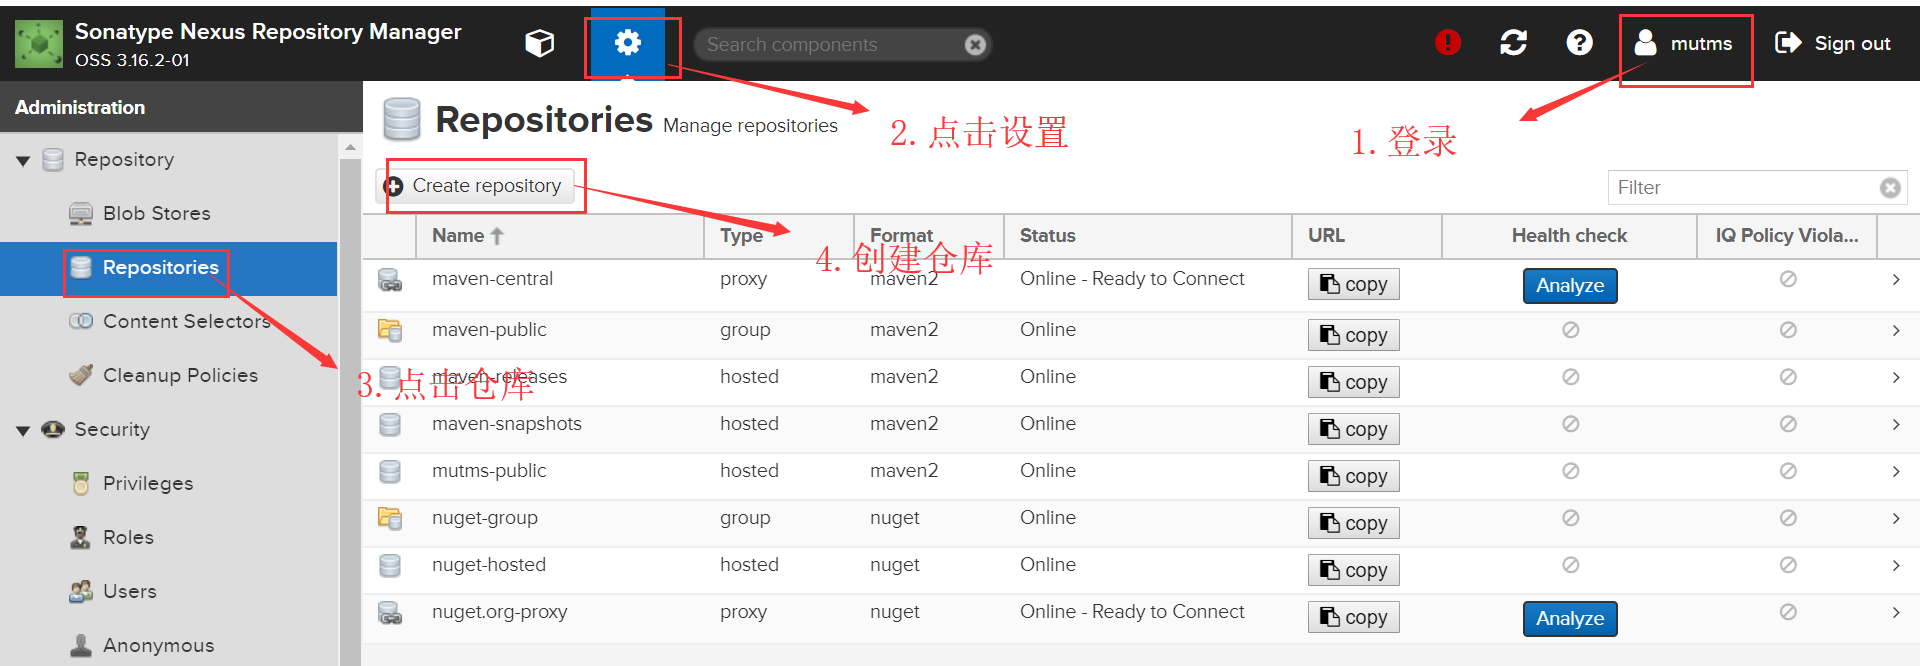 Sonatype Nexus Repository Manager
OSS 3.16.2-01
Search components
mutms
Sign out
Administration
Repositories Manage repositories
2. 点击设置
1. 登录
Repository
Create repository
Filter
Blob Stores
Name Type Format Status URL Health check IQ Policy Viola...
4. 创建仓库
Repositories
maven-central proxy maven2 Online - Ready to Connect copy Analyze
Content Selectors
maven-public group maven2 Online copy
Cleanup Policies
3. 点击仓库
maven-releases hosted maven2 Online copy
Security
maven-snapshots hosted maven2 Online copy
mutms-public hosted maven2 Online copy
Privileges
nuget-group group nuget Online copy
Roles
nuget-hosted hosted nuget Online copy
Users
nuget.org-proxy proxy nuget Online - Ready to Connect copy Analyze
Anonymous